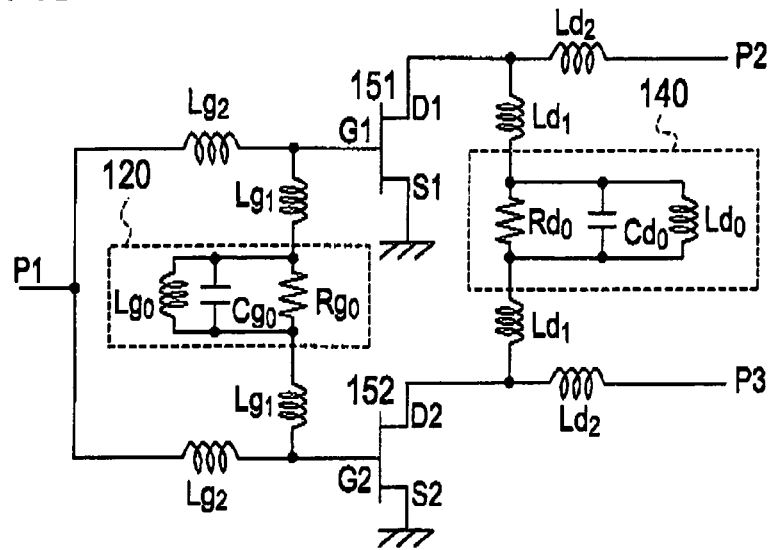 Ld2
P2
151
D1
Lg2
G1
Ld1
140
120
S1
Lg1
P1
Lg0
Cg0
Rg0
Rd0
Cd0
Ld0
Ld1
Lg1
152
D2
P3
Ld2
Lg2
G2
S2